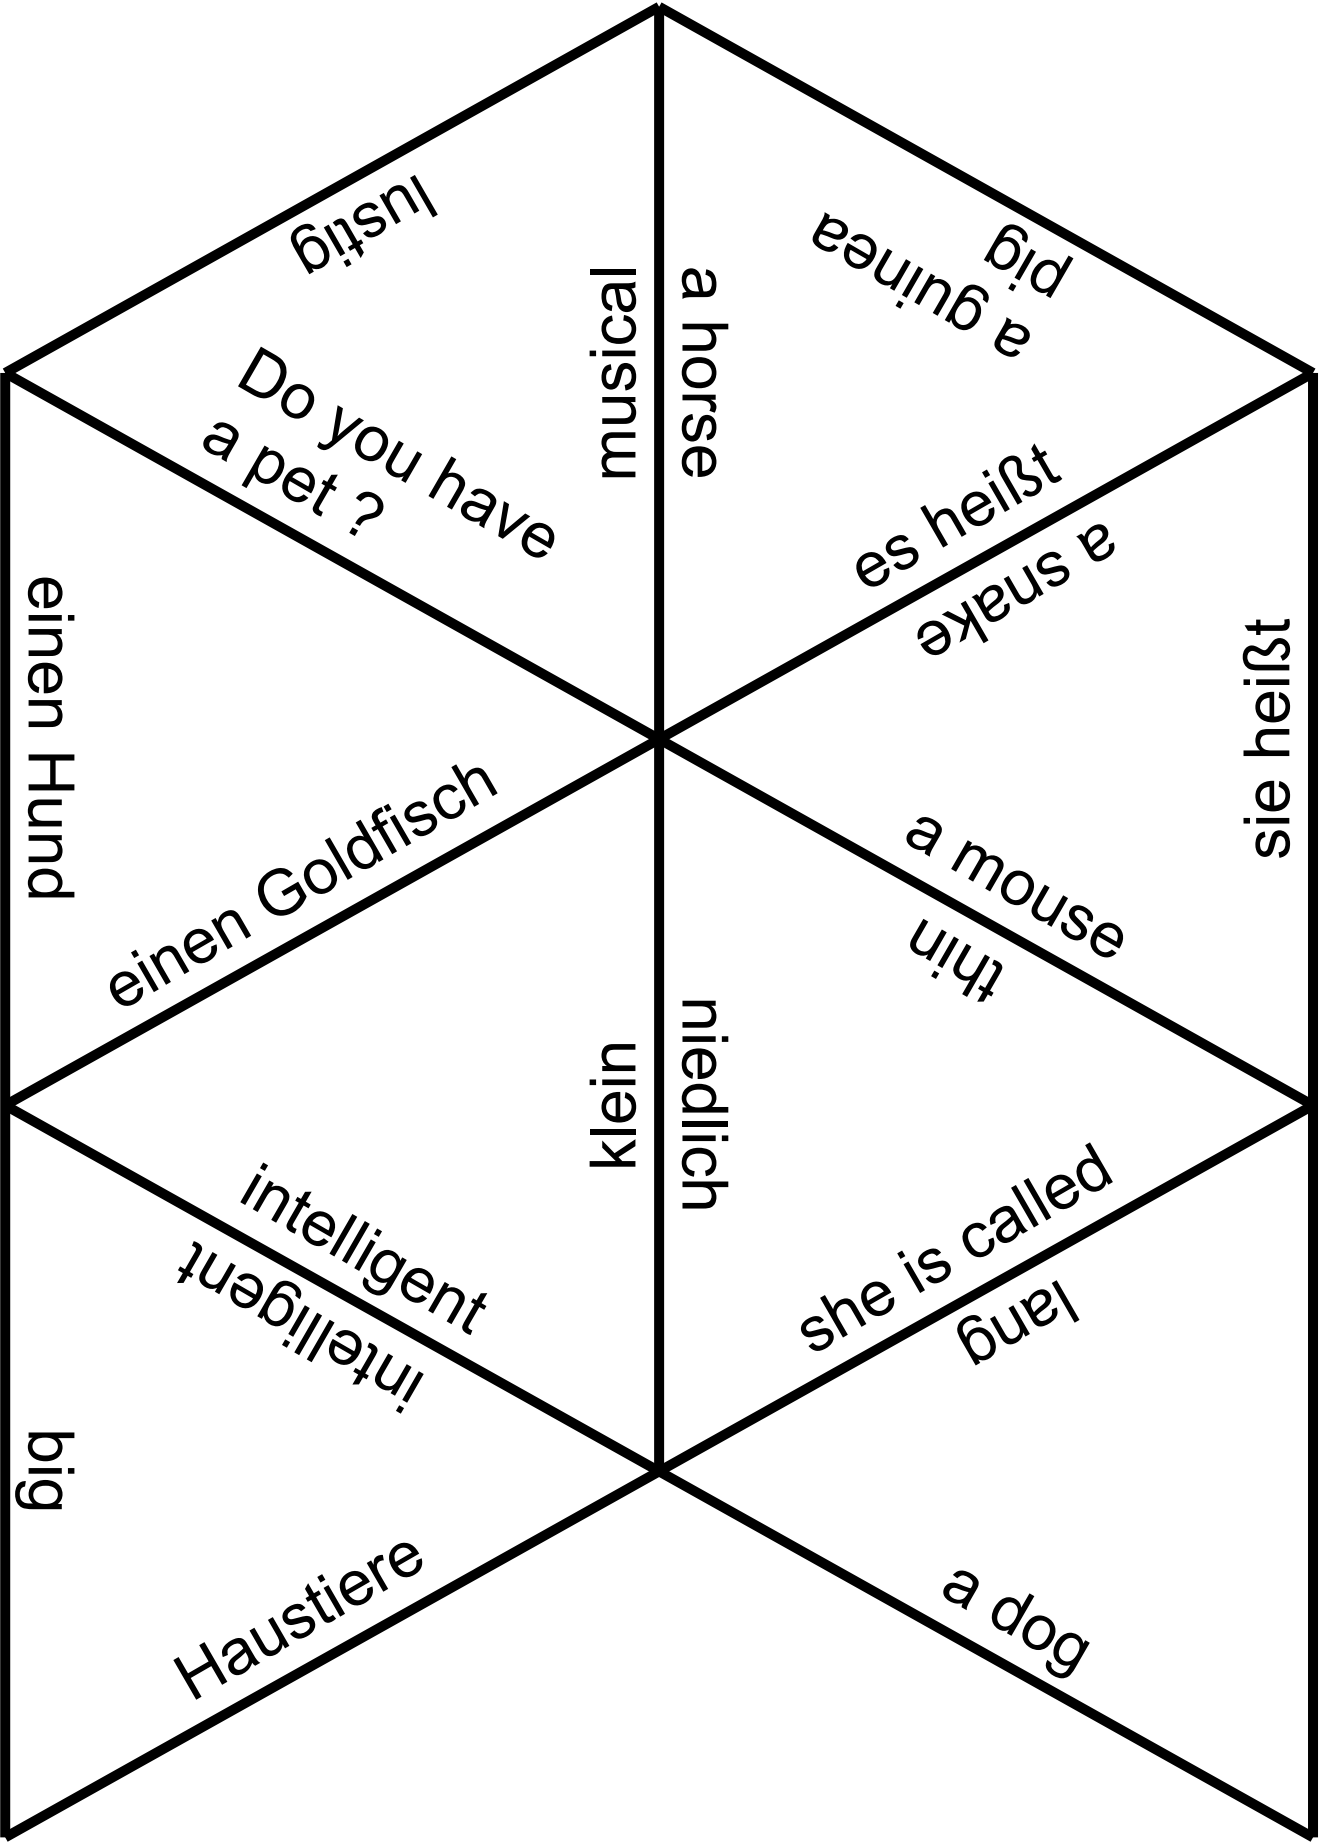 lustig
musical
Do you have
a pet ?
a horse
a guinea
pig
es heißt
a snake
sie heißt
a mouse
einen Hund
einen Goldfisch
thin
niedlich
she is called
klein
intelligent
intelligent
big
Haustiere
lang
a dog